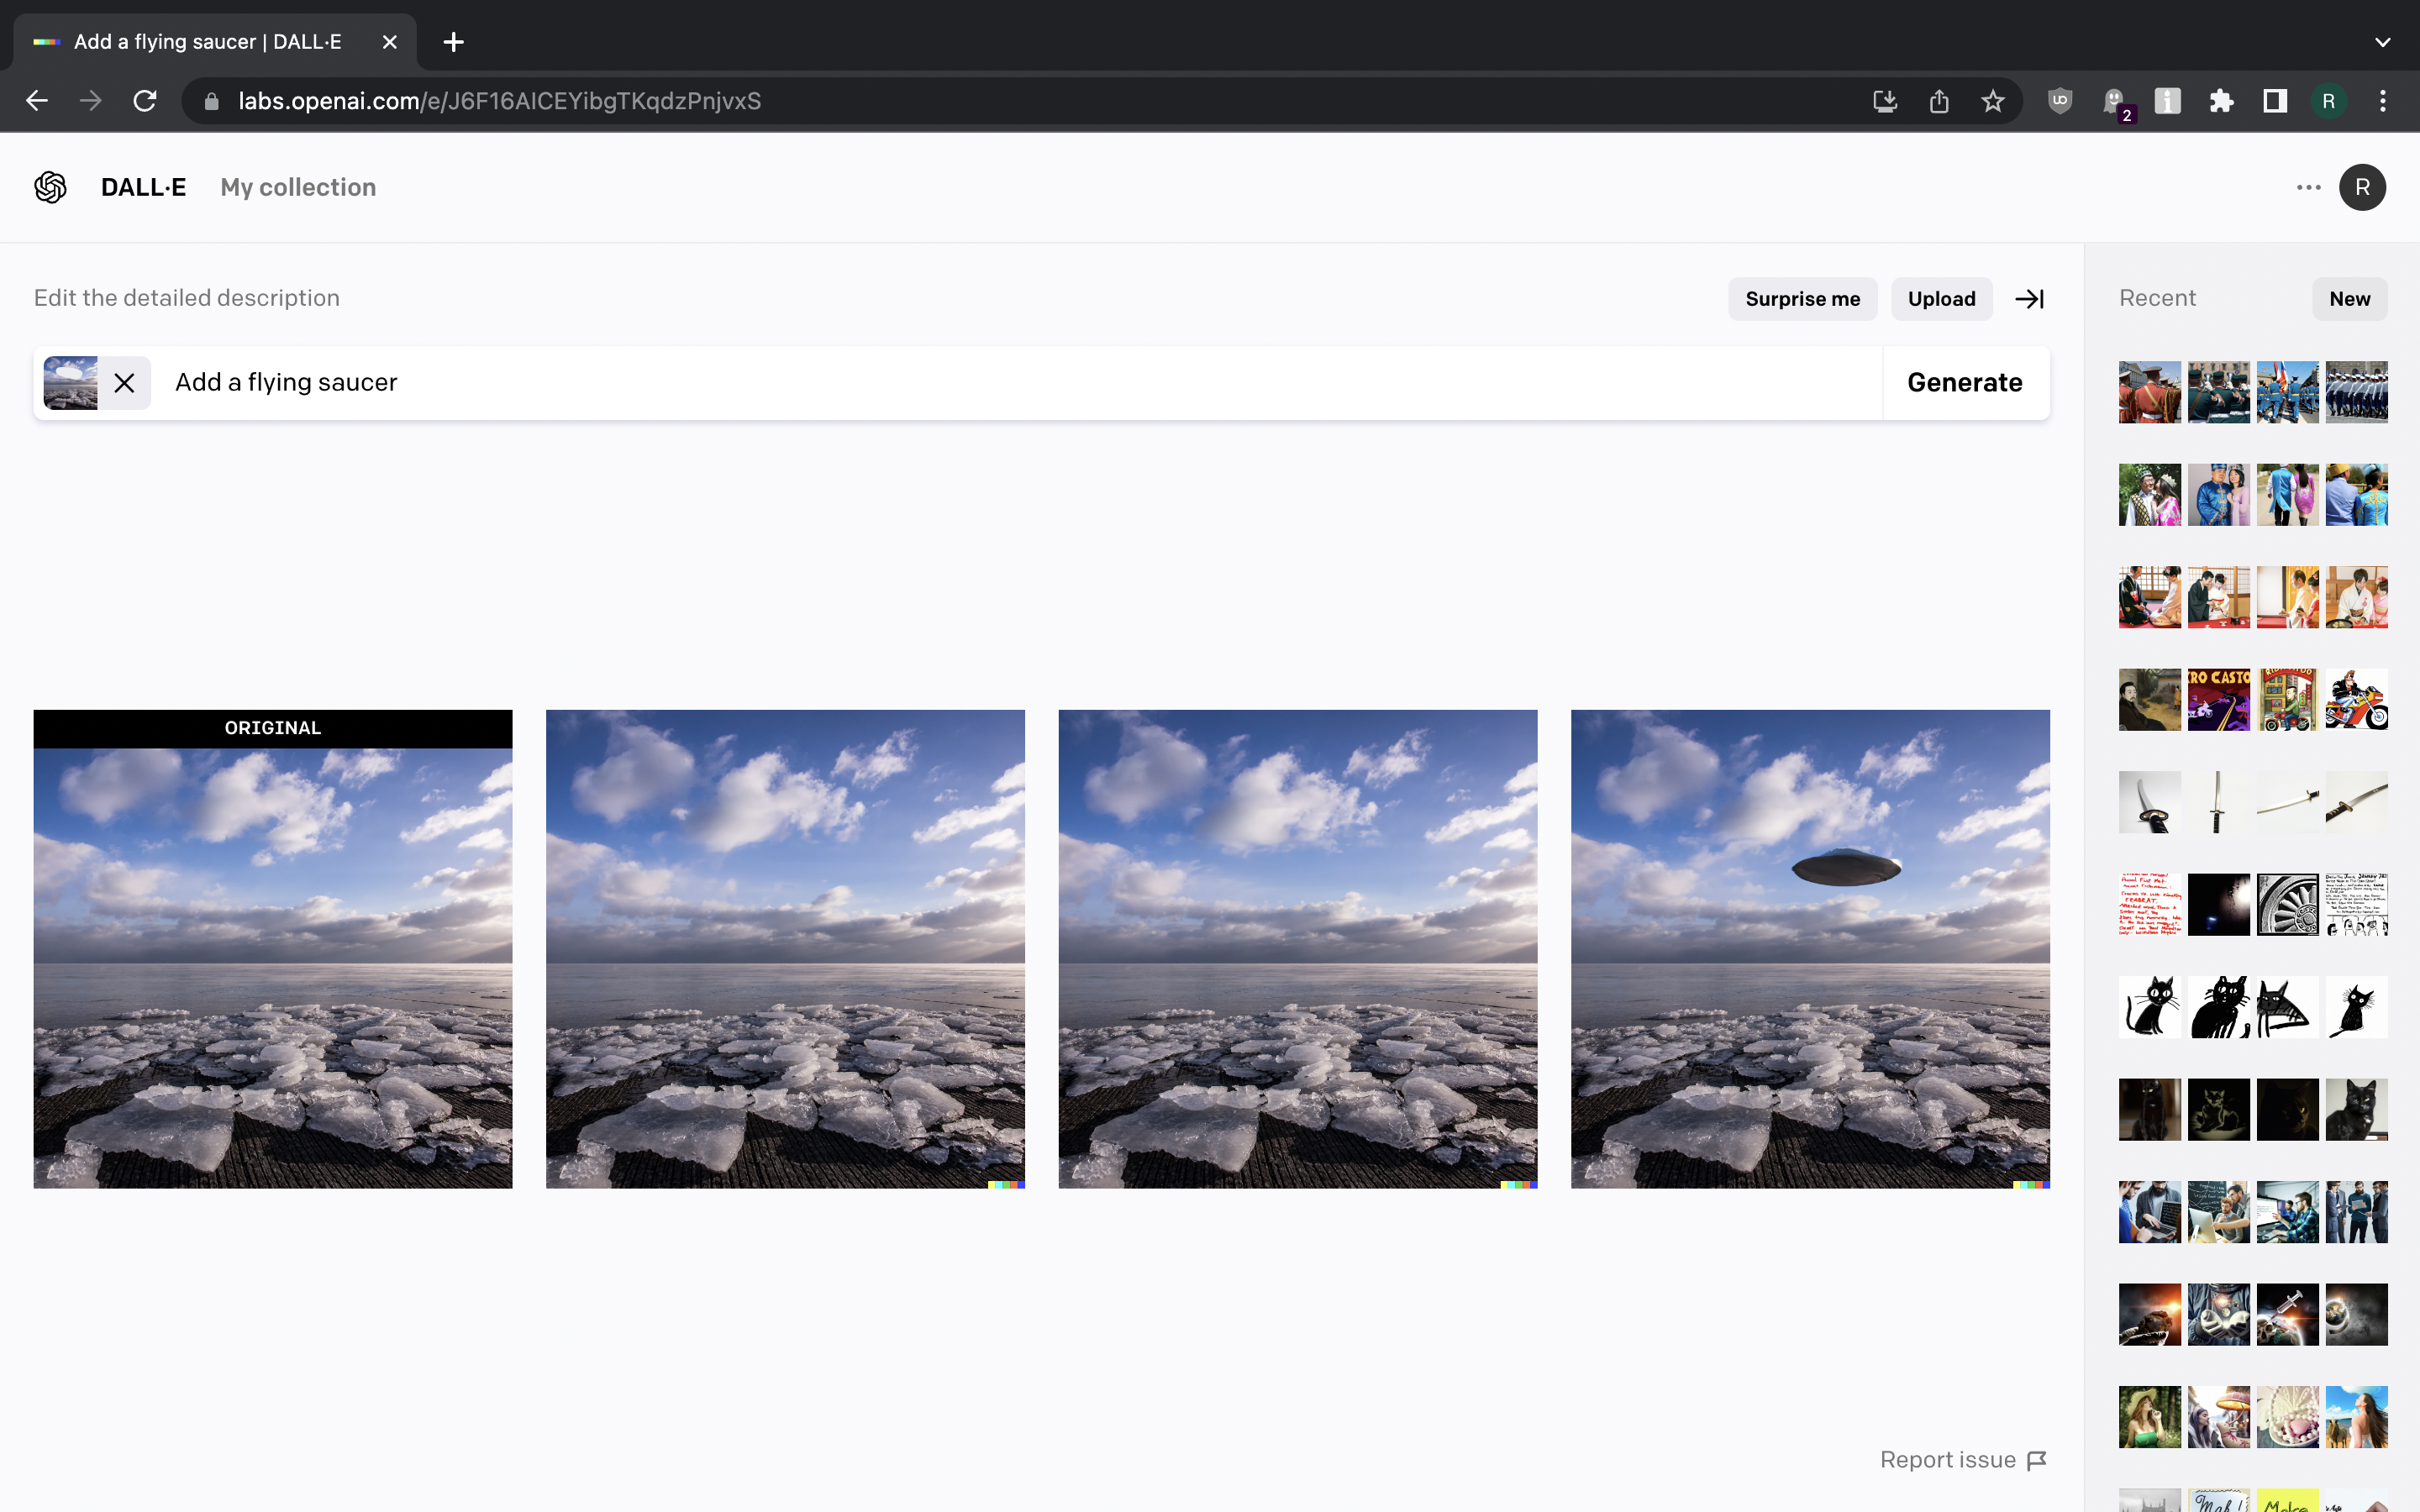 Add a flying saucer | DALL·E
labs.openai.com/e/J6F16AICEYibgTKqdzPnjvxS
2
R
DALL·E
My collection
R
Edit the detailed description
Surprise me
Upload
Recent
New
Add a flying saucer
Generate
ORIGINAL
Report issue